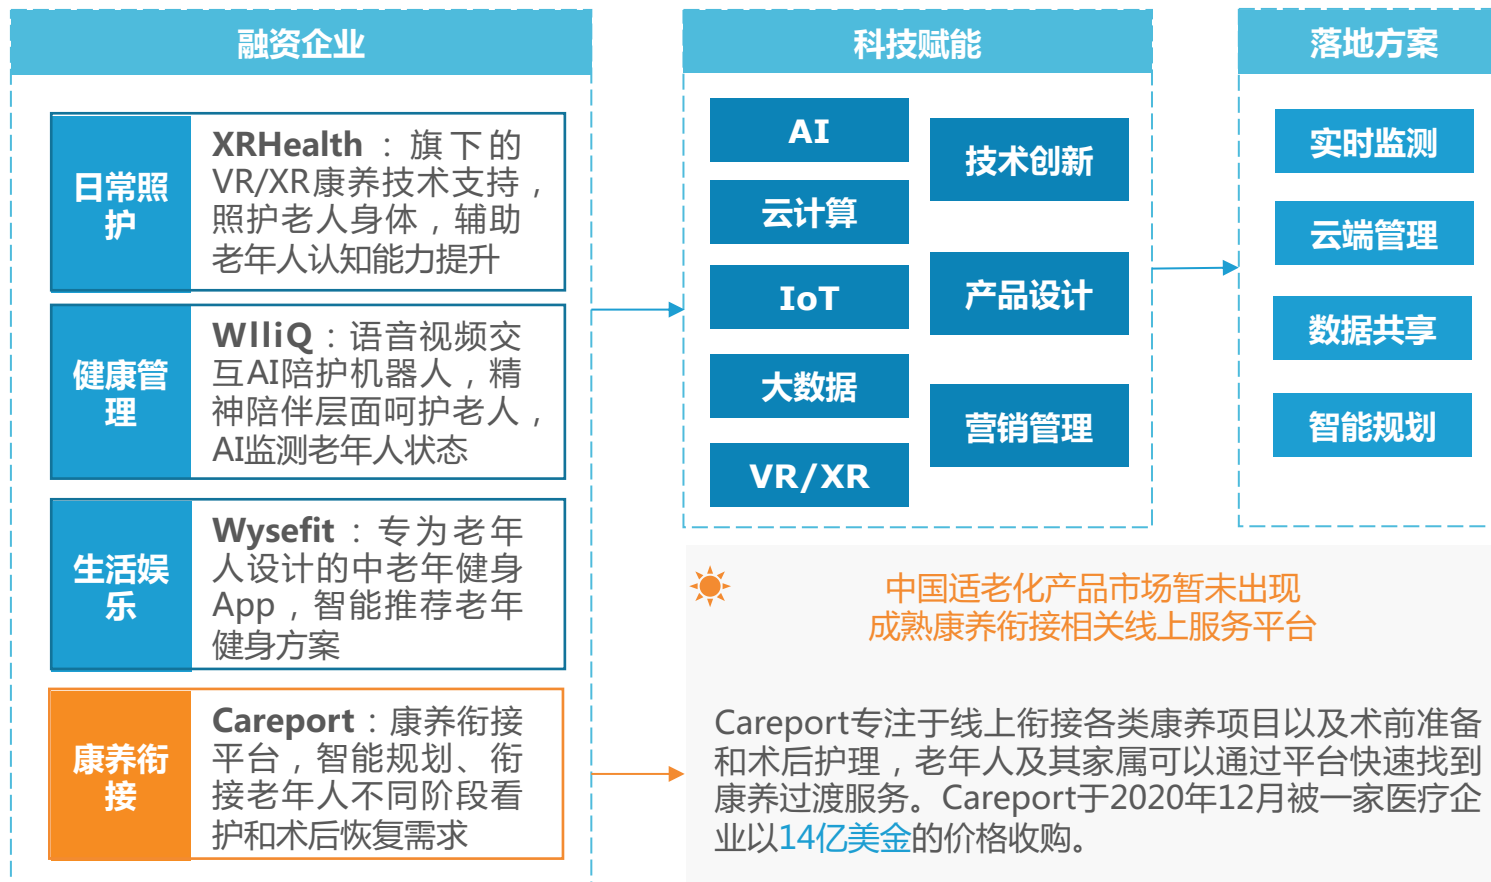 融资企业
日常照
护
XRHealth：旗下的
VR/XR康养技术支持，
照护老人身体，辅助
老年人认知能力提升
健康管
理
WlliQ：语音视频交
互AI陪护机器人，精
神陪伴层面呵护老人，
AI监测老年人状态
生活娱
乐
Wysefit：专为老年
人设计的中老年健身
App，智能推荐老年
健身方案
康养衔
接
Careport：康养衔接
平台，智能规划、衔
接老年人不同阶段看
护和术后恢复需求
科技赋能
AI
云计算
IoT
大数据
VR/XR
技术创新
产品设计
营销管理
落地方案
实时监测
云端管理
数据共享
智能规划
中国适老化产品市场暂未出现
成熟康养衔接相关线上服务平台
Careport专注于线上衔接各类康养项目以及术前准备
和术后护理，老年人及其家属可以通过平台快速找到
康养过渡服务。Careport于2020年12月被一家医疗企
业以14亿美金的价格收购。